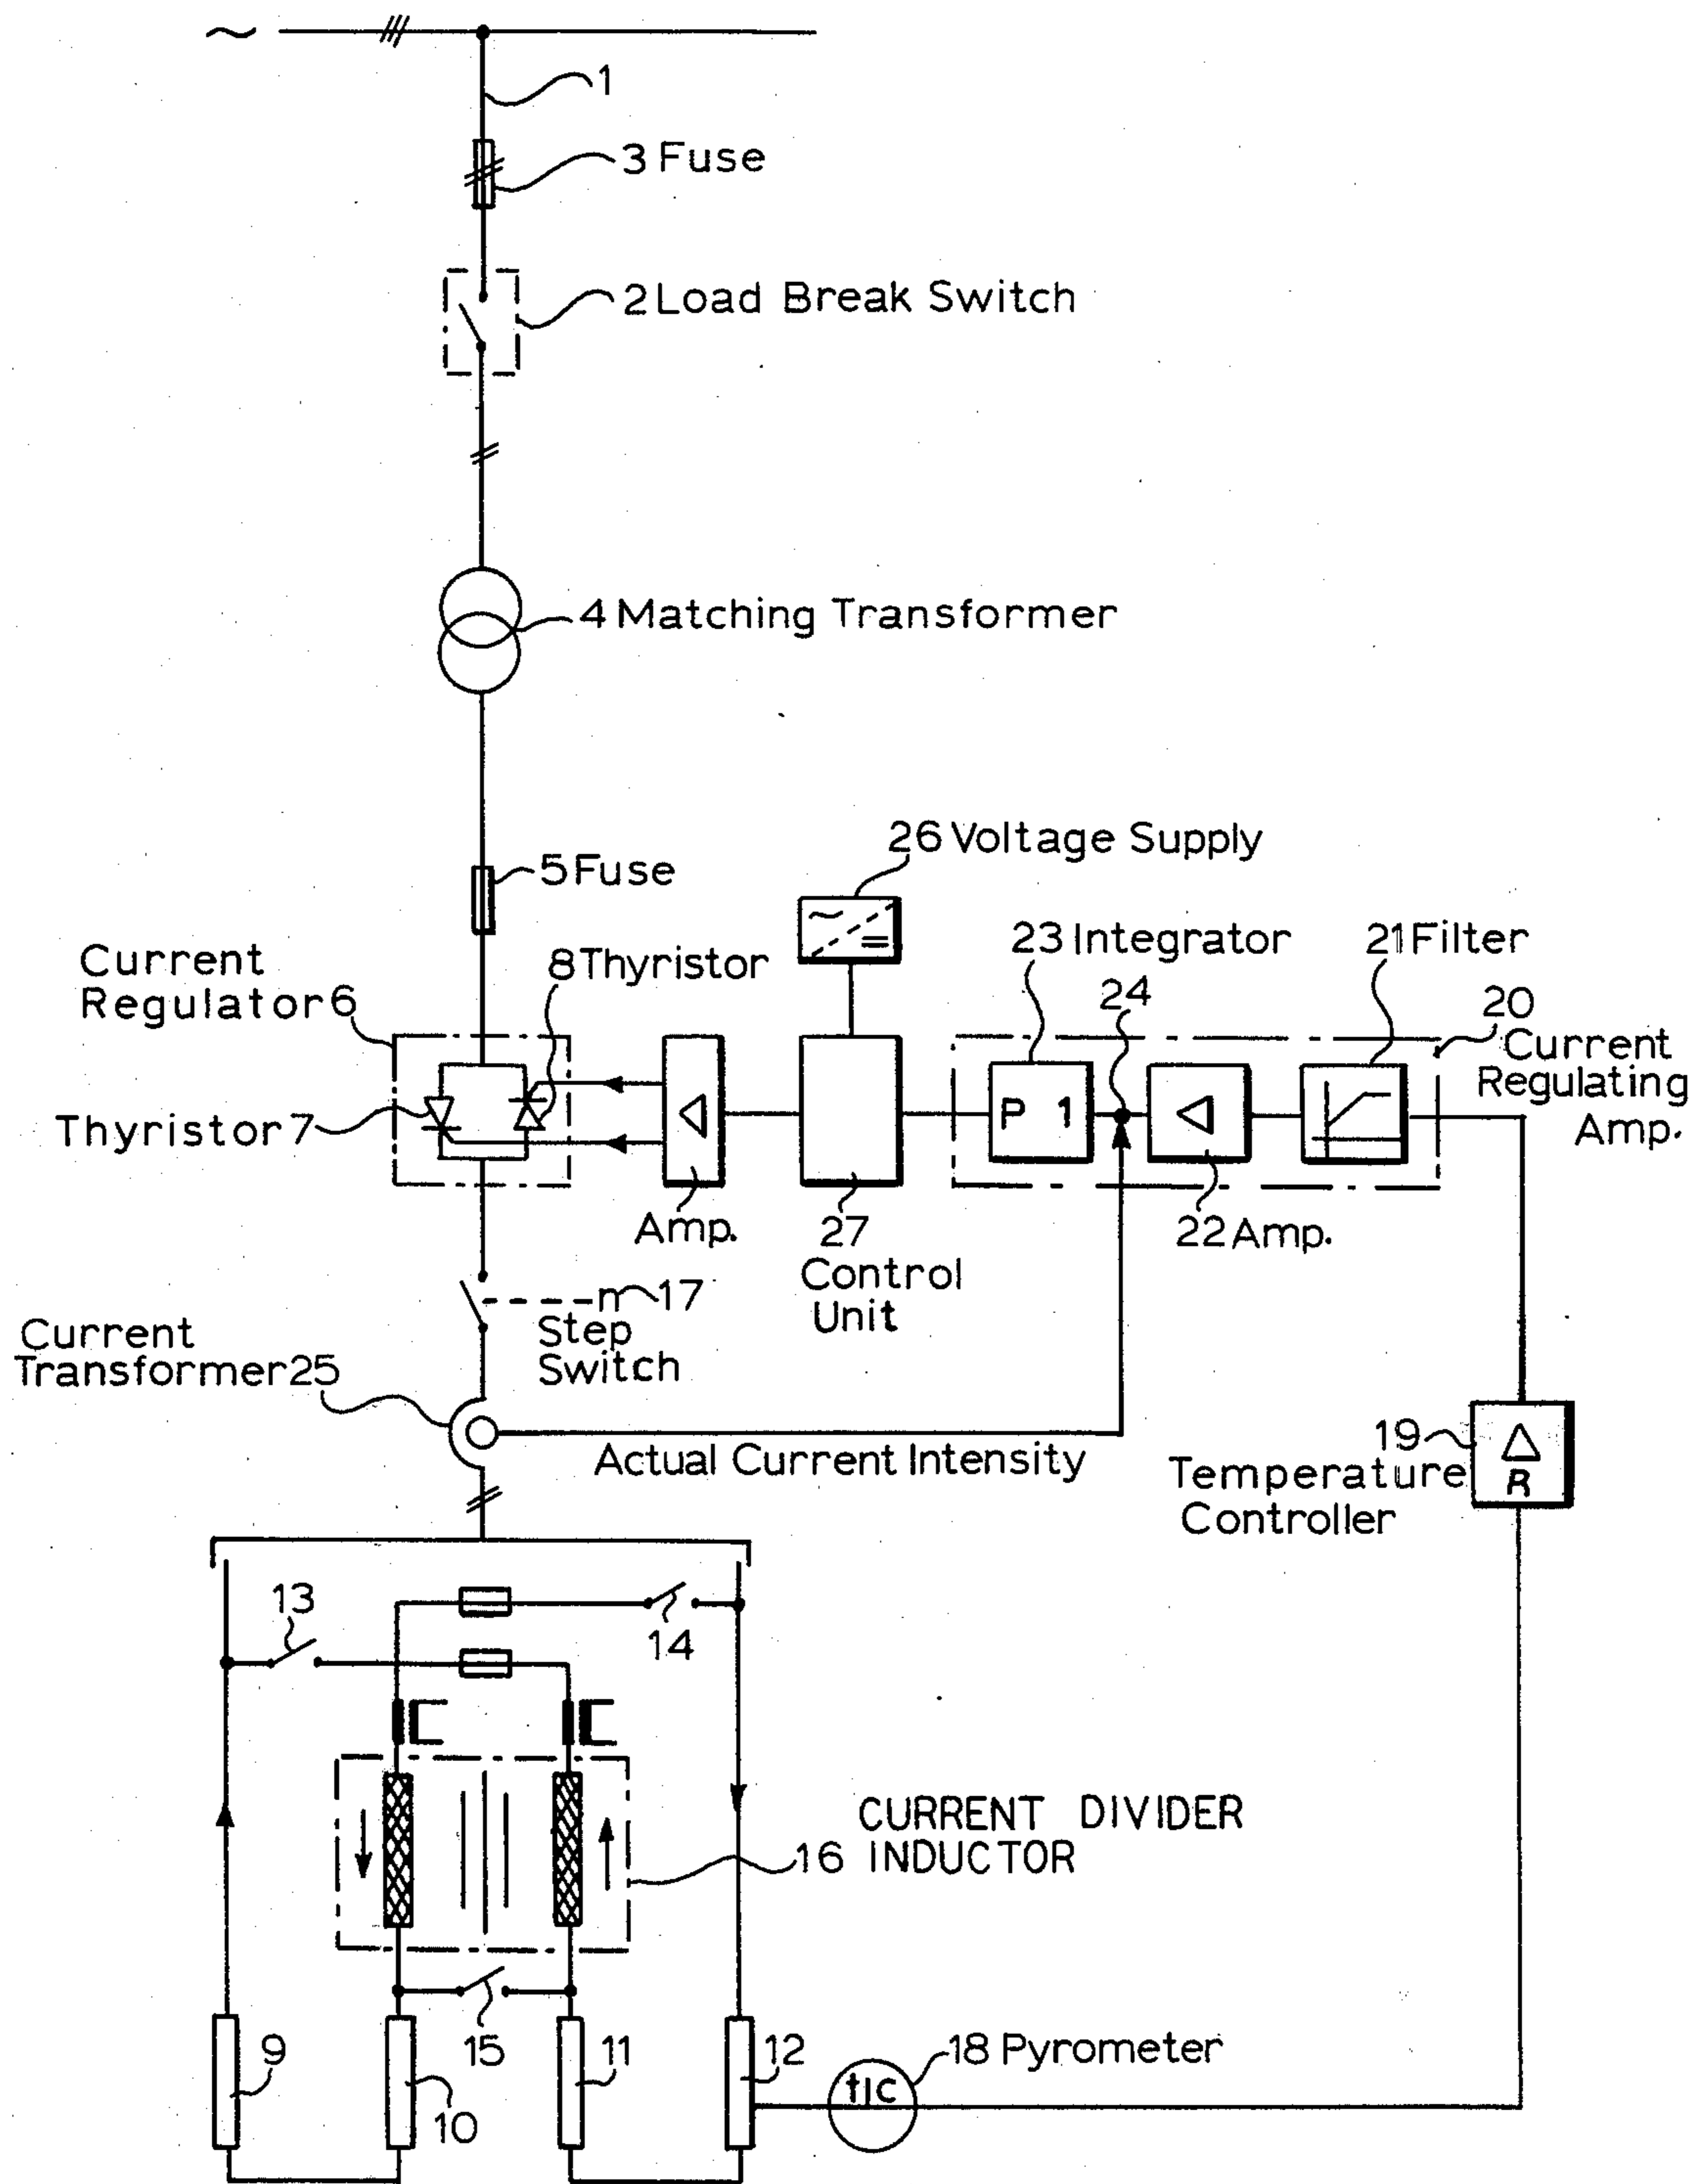 ~
1
3 Fuse
2 Load Break Switch
4 Matching Transformer
26 Voltage Supply
5 Fuse
~
=
23 Integrator
21 Filter
Current
Regulator 6
8 Thyristor
24
20
Current
Regulating
Amp.
Thyristor 7
P 1
Amp.
27
Control
Unit
22 Amp.
n 17
Step
Switch
Current
Transformer 25
Actual Current Intensity
19
Temperature
Controller
R
13
14
CURRENT DIVIDER
16 INDUCTOR
9
10
15
11
12
18 Pyrometer